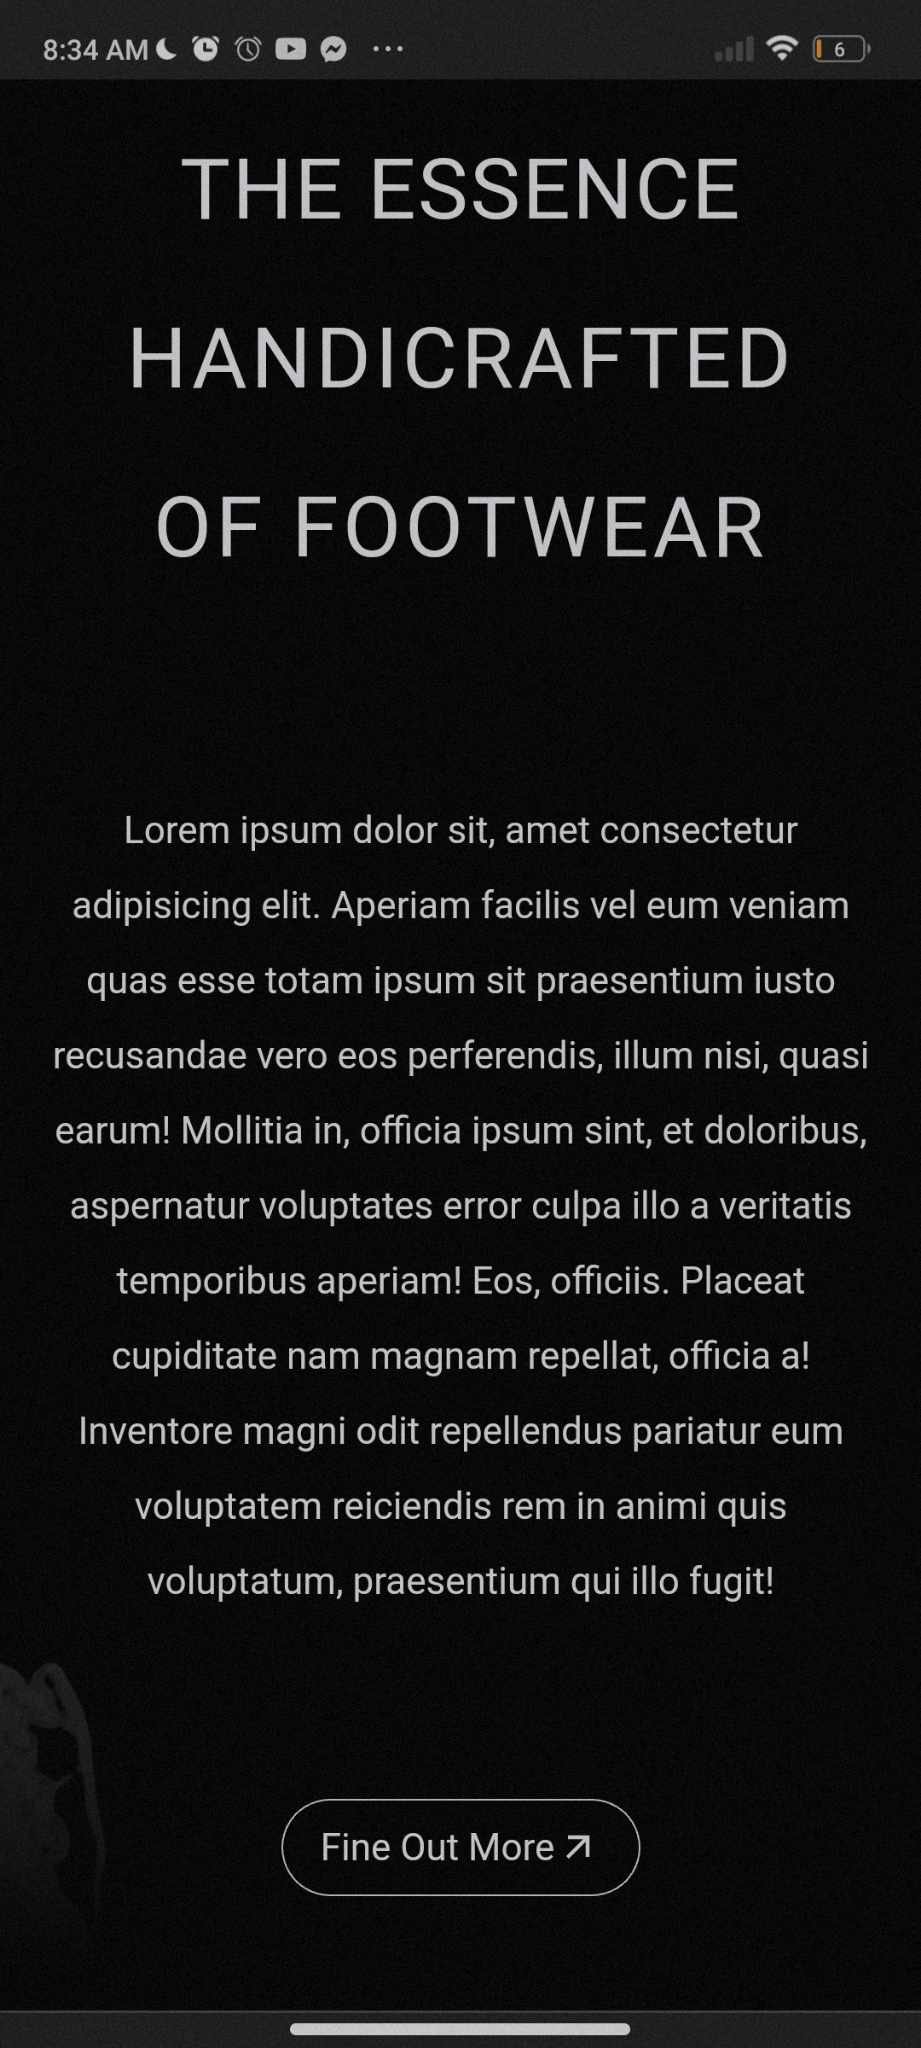 8:34 AM
6
THE ESSENCE
HANDICRAFTED
OF FOOTWEAR
Lorem ipsum dolor sit, amet consectetur
adipisicing elit. Aperiam facilis vel eum veniam
quas esse totam ipsum sit praesentium iusto
recusandae vero eos perferendis, illum nisi, quasi
earum! Mollitia in, officia ipsum sint, et doloribus,
aspernatur voluptates error culpa illo a veritatis
temporibus aperiam! Eos, officiis. Placeat
cupiditate nam magnam repellat, officia a!
Inventore magni odit repellendus pariatur eum
voluptatem reiciendis rem in animi quis
voluptatum, praesentium qui illo fugit!
Fine Out More